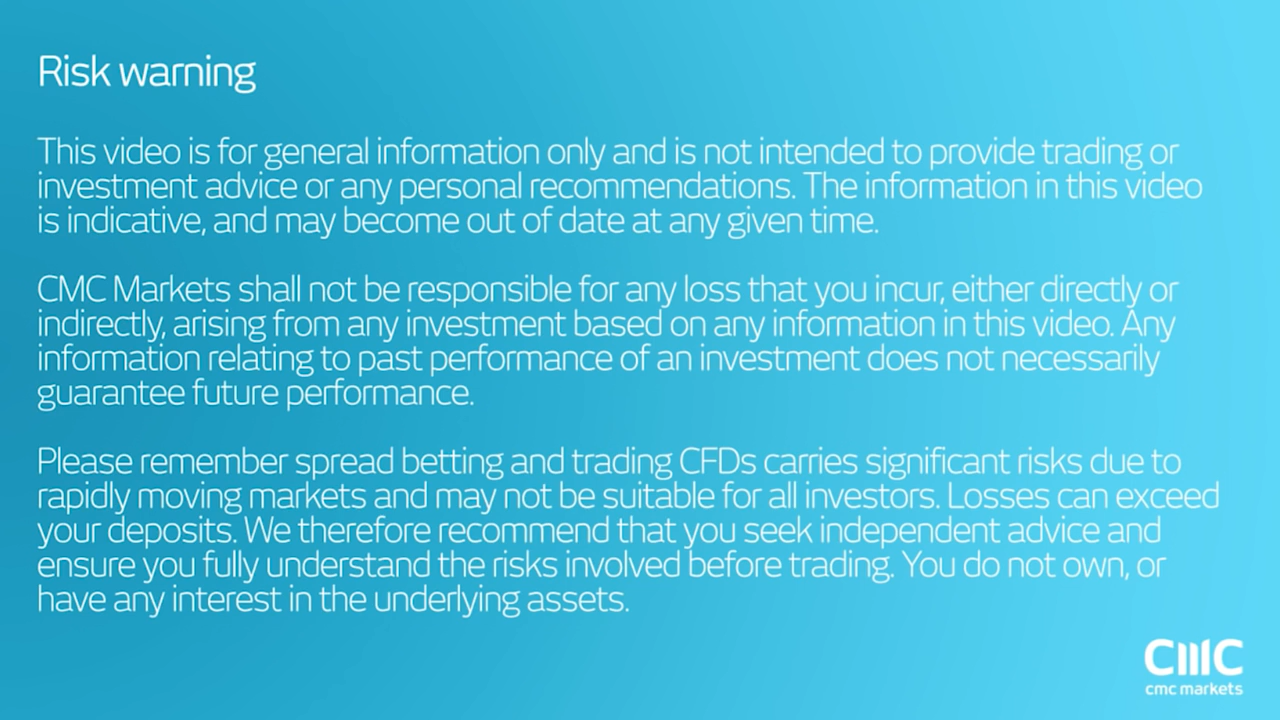 Risk warning
This video is for general information only and is not intended to provide trading or
investment advice or any personal recommendations. The information in this video
is indicative, and may become out of date at any given time.
CMC Markets shall not be responsible for any loss that you incur, either directly or
indirectly, arising from any investment based on any information in this video. Any
information relating to past performance of an investment does not necessarily
guarantee future performance.
Please remember spread betting and trading CFDs carries significant risks due to
rapidly moving markets and may not be suitable for all investors. Losses can exceed
your deposits. We therefore recommend that you seek independent advice and
ensure you fully understand the risks involved before trading. You do not own, or
have any interest in the underlying assets.
CMC
cmc markets